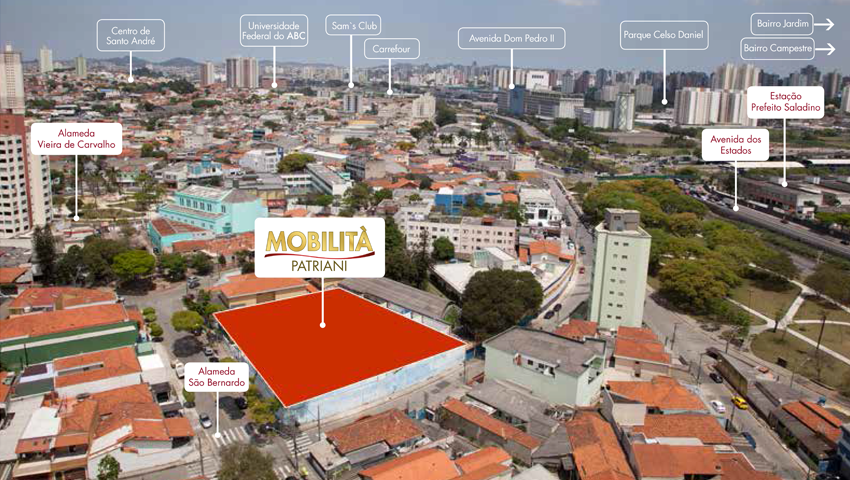 Centro de
Santo André
Universidade
Federal do ABC
Sam´s Club
Carrefour
Avenida Dom Pedro II
Parque Celso Daniel
Bairro Jardim
Bairro Campestre
Estação
Prefeito Saladino
Alameda
Vieira de Carvalho
Avenida dos
Estados
MOBILITÀ
PATRIANI
Alameda
São Bernardo